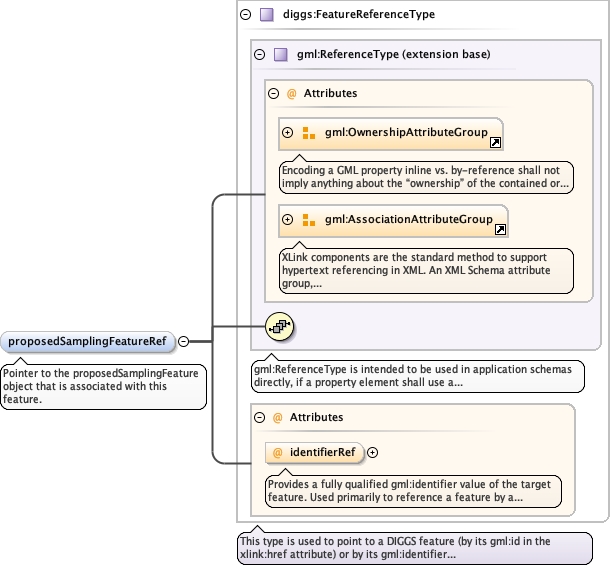 diggs:FeatureReferenceType
gml:ReferenceType (extension base)
@ Attributes
gml:OwnershipAttributeGroup
Encoding a GML property inline vs. by-reference shall not
imply anything about the “ownership” of the contained or...
gml:AssociationAttributeGroup
XLink components are the standard method to support
hypertext referencing in XML. An XML Schema attribute
group,...
proposedSamplingFeatureRef
Pointer to the proposedSamplingFeature
object that is associated with this
feature.
gml:ReferenceType is intended to be used in application schemas
directly, if a property element shall use a...
@ Attributes
@ identifierRef
Provides a fully qualified gml:identifier value of the target
feature. Used primarily to reference a feature by a...
This type is used to point to a DIGGS feature (by its gml:id in the
xlink:href attribute) or by its gml:identifier...